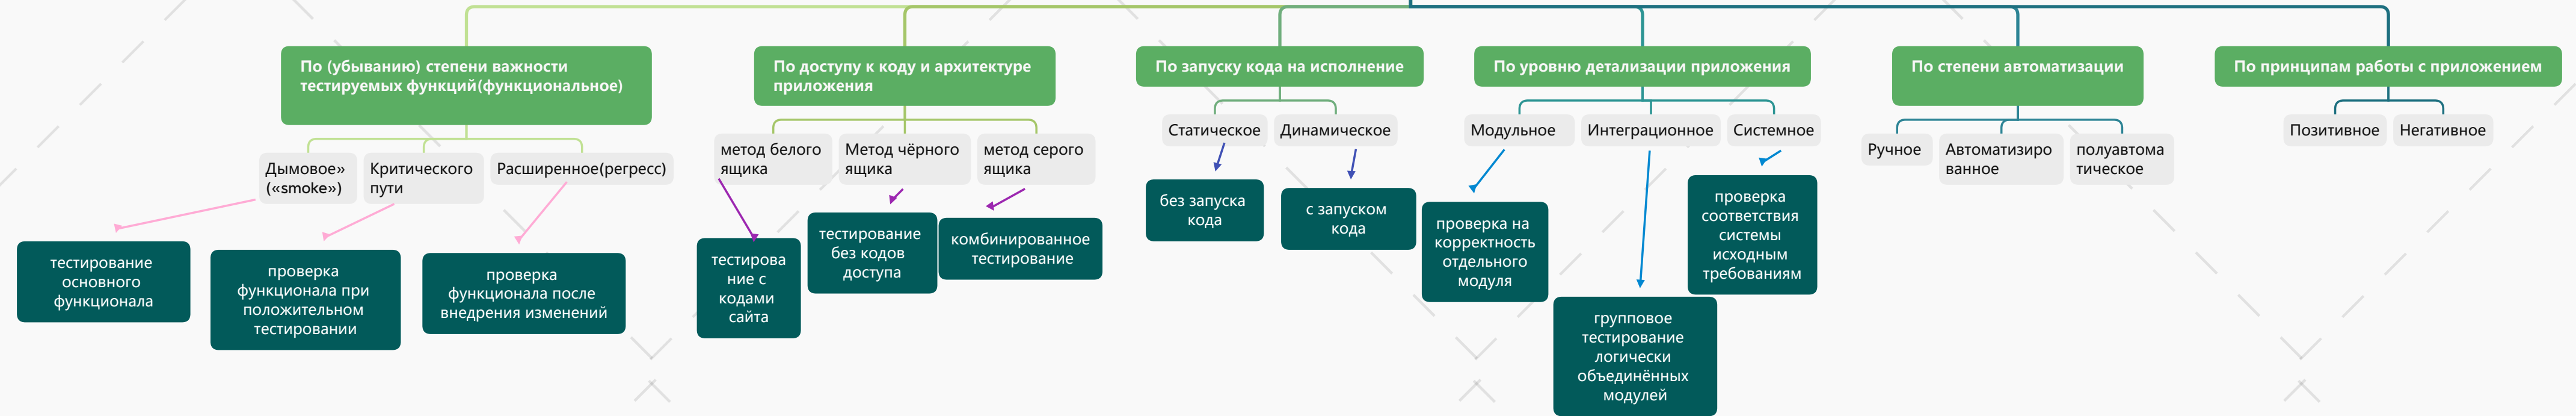 По (убыванию) степени важности
тестируемых функций(функциональное)
Дымовое»
(«smoke»)
Критического
пути
Расширенное(регресс)
тестирование
основного
функционала
проверка
функционала при
положительном
тестировании
проверка
функционала после
внедрения изменений
По доступу к коду и архитектуре
приложения
метод белого
ящика
Метод чёрного
ящика
метод серого
ящика
тестирова
ние с
кодами
сайта
тестирование
без кодов
доступа
комбинированное
тестирование
По запуску кода на исполнение
Статическое
Динамическое
без запуска
кода
с запуском
кода
По уровню детализации приложения
Модульное
Интеграционное
Системное
проверка на
корректность
отдельного
модуля
групповое
тестирование
логически
объединённых
модулей
проверка
соответствия
системы
исходным
требованиям
По степени автоматизации
Ручное
Автоматизиро
ванное
полуавтома
тическое
По принципам работы с приложением
Позитивное
Негативное